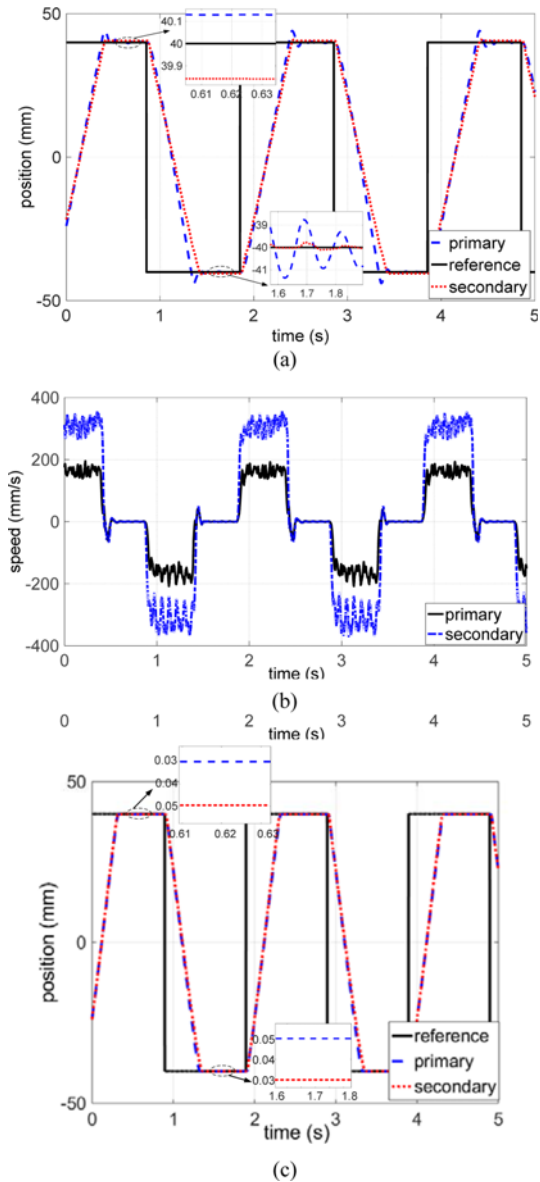 50
40.1
40
39.9
0.61 0.62 0.63
0
-39
-40
-41
1.6 1.7 1.8
primary
reference
secondary
-50
0 1 2 3 4 5
position (mm)
time (s)
(a)
400
200
0
-200
-400
speed (mm/s)
primary
secondary
0 1 2 3 4 5
time (s)
(b)
0 1 2 3 4 5
time (s)
50
0.03
0.04
0.05
0.61 0.62 0.63
0
0.05
0.04
0.03
1.6 1.7 1.8
reference
primary
secondary
-50
0 1 2 3 4 5
position (mm)
time (s)
(c)